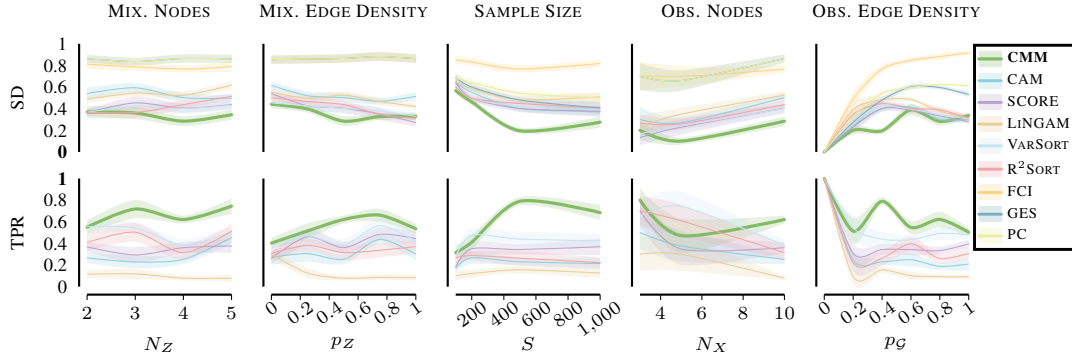 MIX. NODES MIX. EDGE DENSITY SAMPLE SIZE OBS. NODES OBS. EDGE DENSITY
SD
1
0.8
0.6
0.4
0.2
0
TPR
1
0.8
0.6
0.4
0.2
0
2 3 4 5
N_Z
0 0.2 0.4 0.6 0.8 1
p_Z
200 400 600 800 1,000
S
4 6 8 10
N_X
0 0.2 0.4 0.6 0.8 1
p_𝒢
CMM
CAM
SCORE
LINGAM
VARSORT
R²SORT
FCI
GES
PC